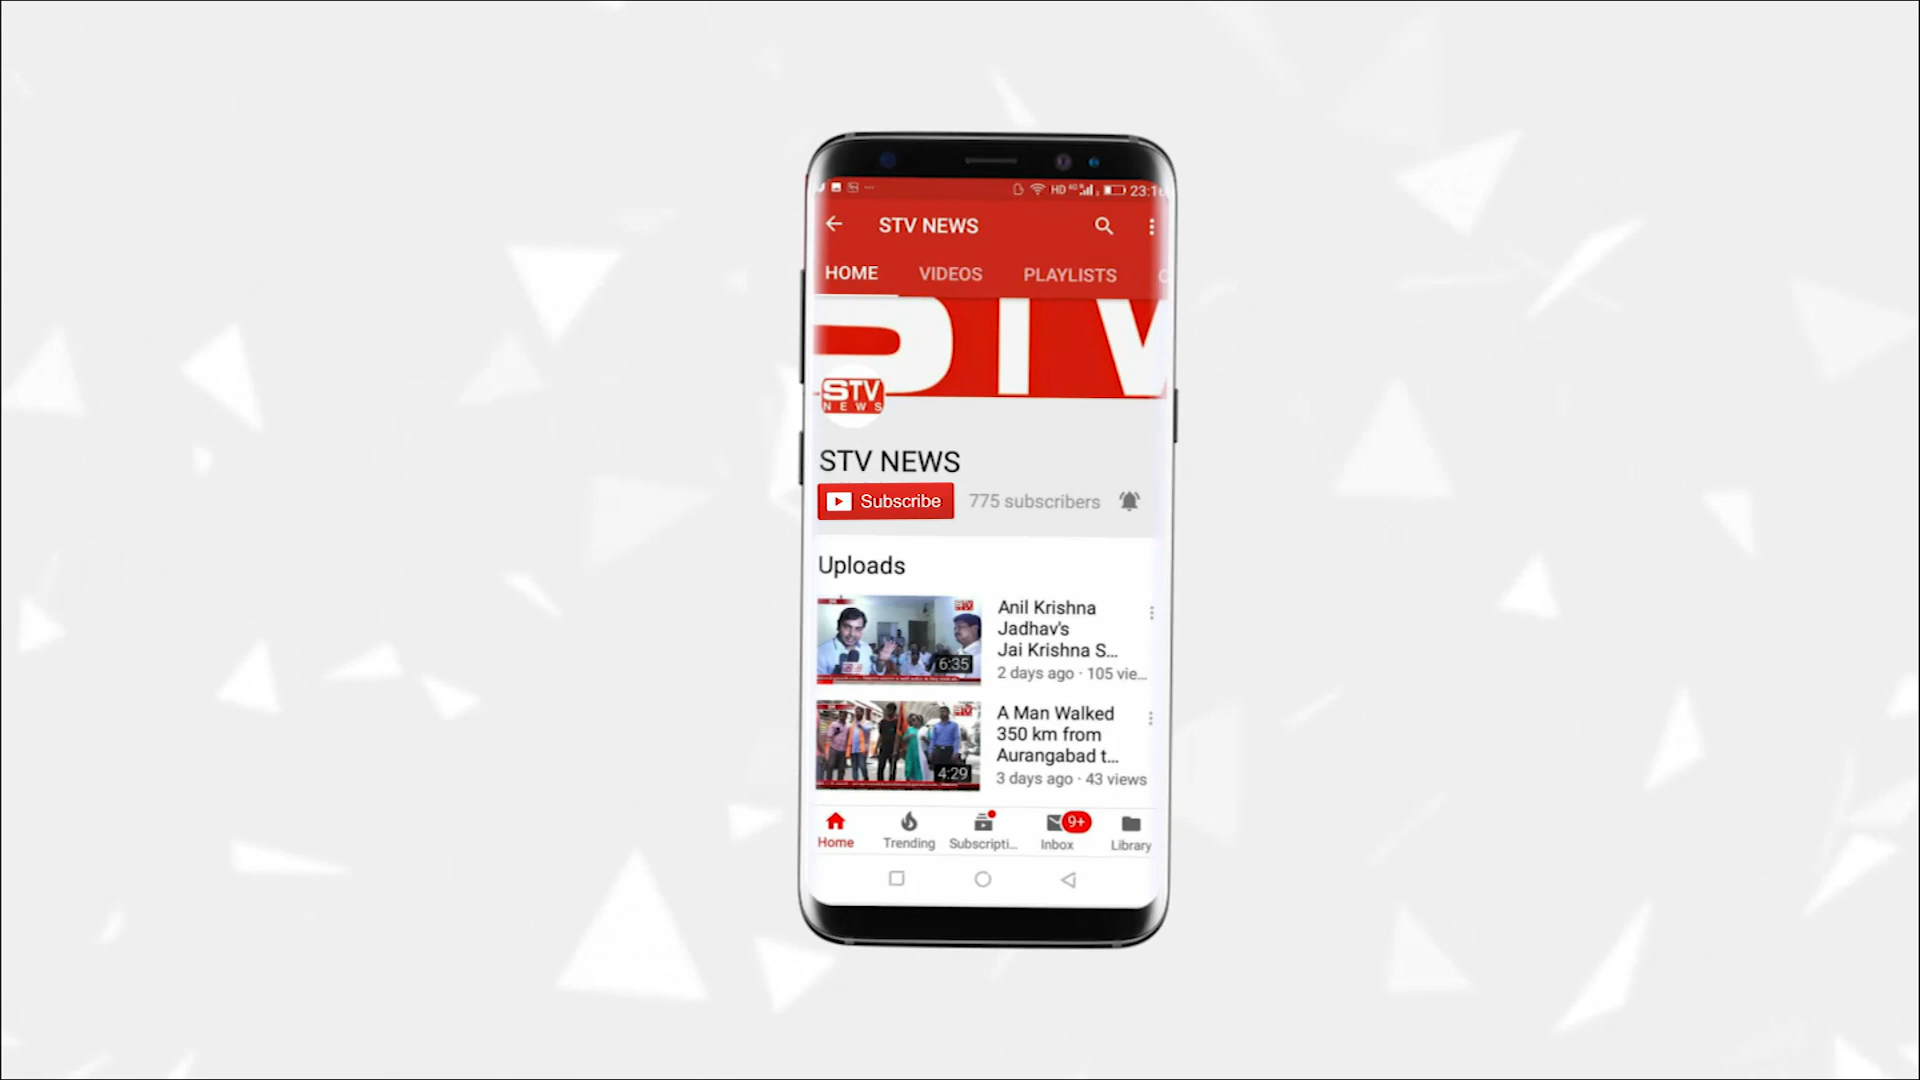 HD 4G 23:1
STV NEWS
HOME VIDEOS PLAYLISTS
STV
STV
NEWS
STV NEWS
Subscribe 775 subscribers
Uploads
Anil Krishna
Jadhav's
Jai Krishna S...
2 days ago · 105 vie...
6:35
A Man Walked
350 km from
Aurangabad t...
3 days ago · 43 views
4:29
Home Trending Subscripti... 9+ Inbox Library